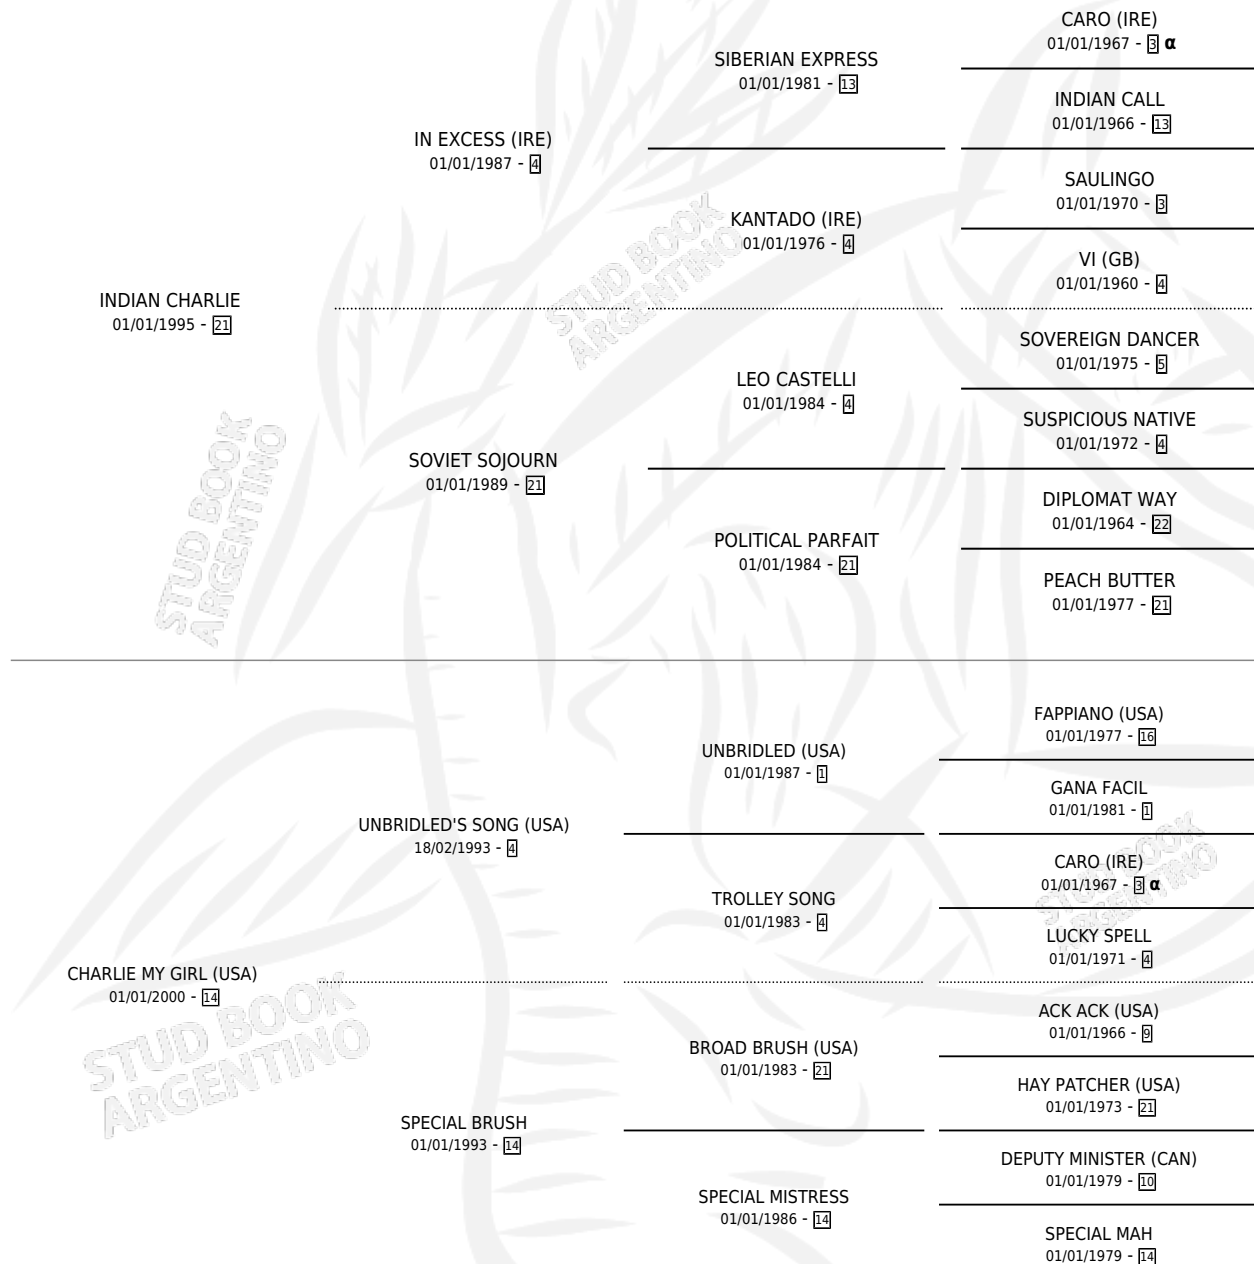 CARO (IRE)
01/01/1967 - 3 α
SIBERIAN EXPRESS
01/01/1981 - 13
INDIAN CALL
01/01/1966 - 13
IN EXCESS (IRE)
01/01/1987 - 4
SAULINGO
01/01/1970 - 3
KANTADO (IRE)
01/01/1976 - 4
VI (GB)
01/01/1960 - 4
STUD BOOK
ARGENTINO
INDIAN CHARLIE
01/01/1995 - 21
SOVEREIGN DANCER
01/01/1975 - 5
LEO CASTELLI
01/01/1984 - 4
SUSPICIOUS NATIVE
01/01/1972 - 4
SOVIET SOJOURN
01/01/1989 - 21
STUD BOOK
ARGENTINO
DIPLOMAT WAY
01/01/1964 - 22
POLITICAL PARFAIT
01/01/1984 - 21
PEACH BUTTER
01/01/1977 - 21
FAPPIANO (USA)
01/01/1977 - 16
UNBRIDLED (USA)
01/01/1987 - 1
GANA FACIL
01/01/1981 - 1
UNBRIDLED'S SONG (USA)
18/02/1993 - 4
CARO (IRE)
01/01/1967 - 3 α
STUD BOOK
ARGENTINO
TROLLEY SONG
01/01/1983 - 4
LUCKY SPELL
01/01/1971 - 4
CHARLIE MY GIRL (USA)
01/01/2000 - 14
STUD BOOK
ARGENTINO
ACK ACK (USA)
01/01/1966 - 9
BROAD BRUSH (USA)
01/01/1983 - 21
HAY PATCHER (USA)
01/01/1973 - 21
SPECIAL BRUSH
01/01/1993 - 14
DEPUTY MINISTER (CAN)
01/01/1979 - 10
SPECIAL MISTRESS
01/01/1986 - 14
SPECIAL MAH
01/01/1979 - 14